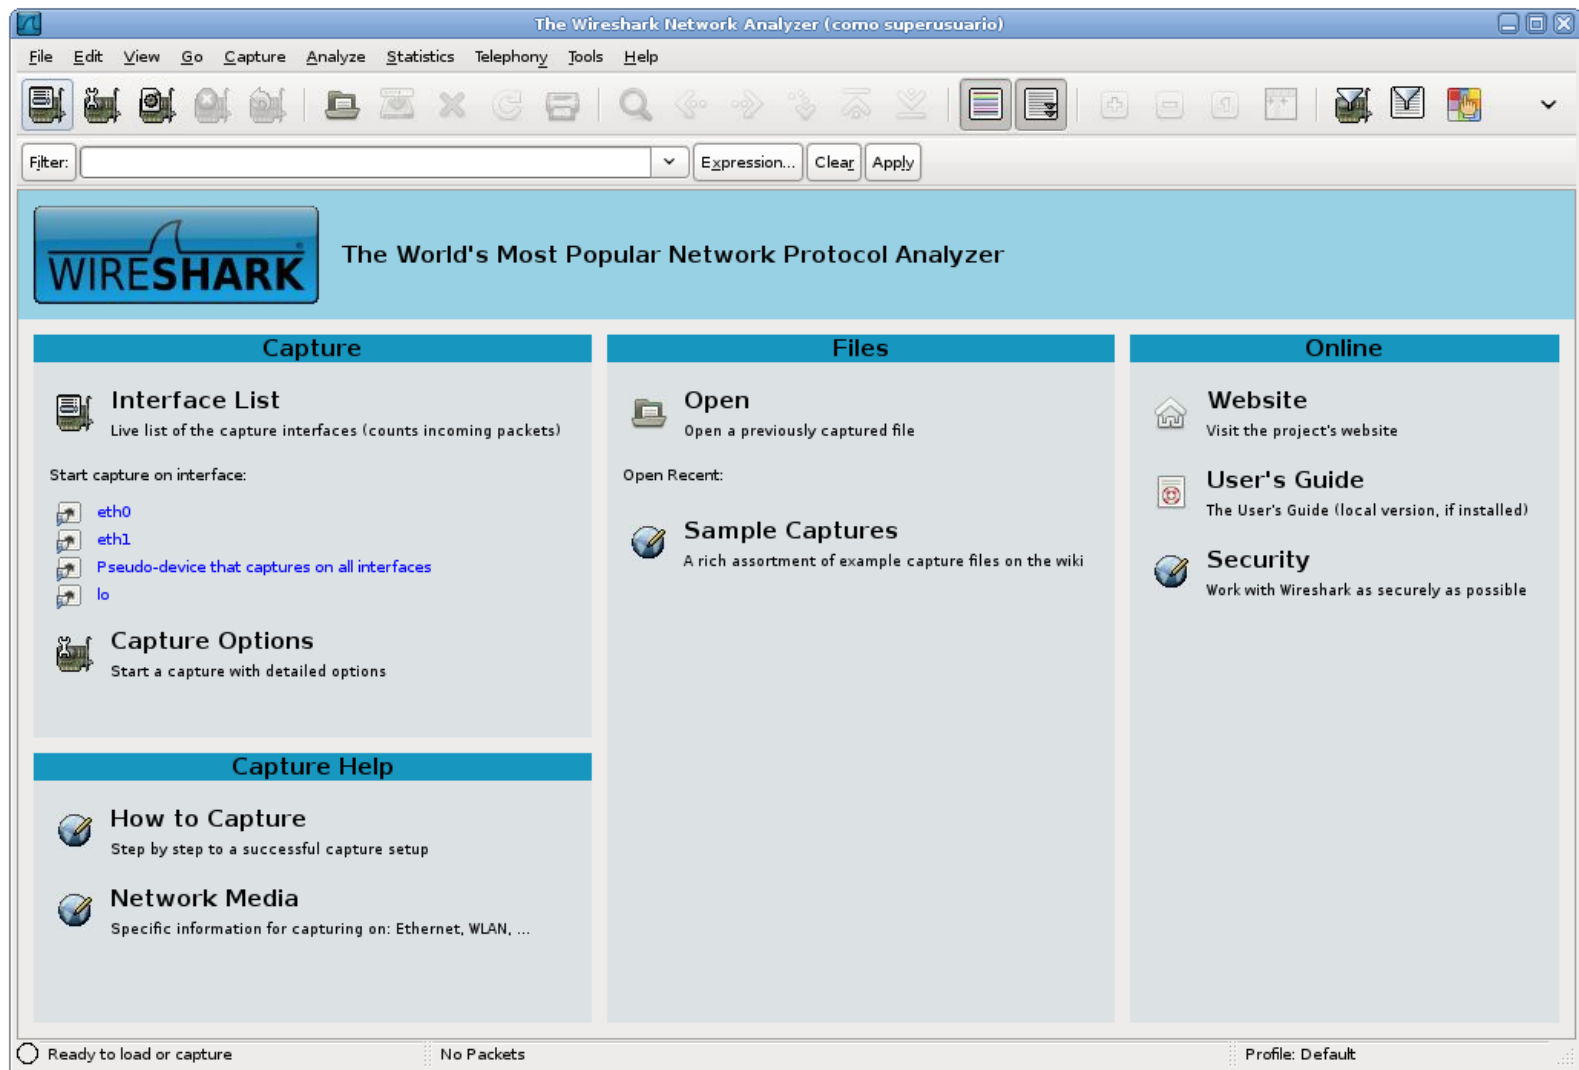 The Wireshark Network Analyzer (como superusuario)
File Edit View Go Capture Analyze Statistics Telephony Tools Help
Filter: Expression... Clear Apply
WIRESHARK®
The World's Most Popular Network Protocol Analyzer
Capture
Interface List
Live list of the capture interfaces (counts incoming packets)
Start capture on interface:
eth0
eth1
Pseudo-device that captures on all interfaces
lo
Capture Options
Start a capture with detailed options
Capture Help
How to Capture
Step by step to a successful capture setup
Network Media
Specific information for capturing on: Ethernet, WLAN, ...
Files
Open
Open a previously captured file
Open Recent:
Sample Captures
A rich assortment of example capture files on the wiki
Online
Website
Visit the project's website
User's Guide
The User's Guide (local version, if installed)
Security
Work with Wireshark as securely as possible
Ready to load or capture
No Packets
Profile: Default